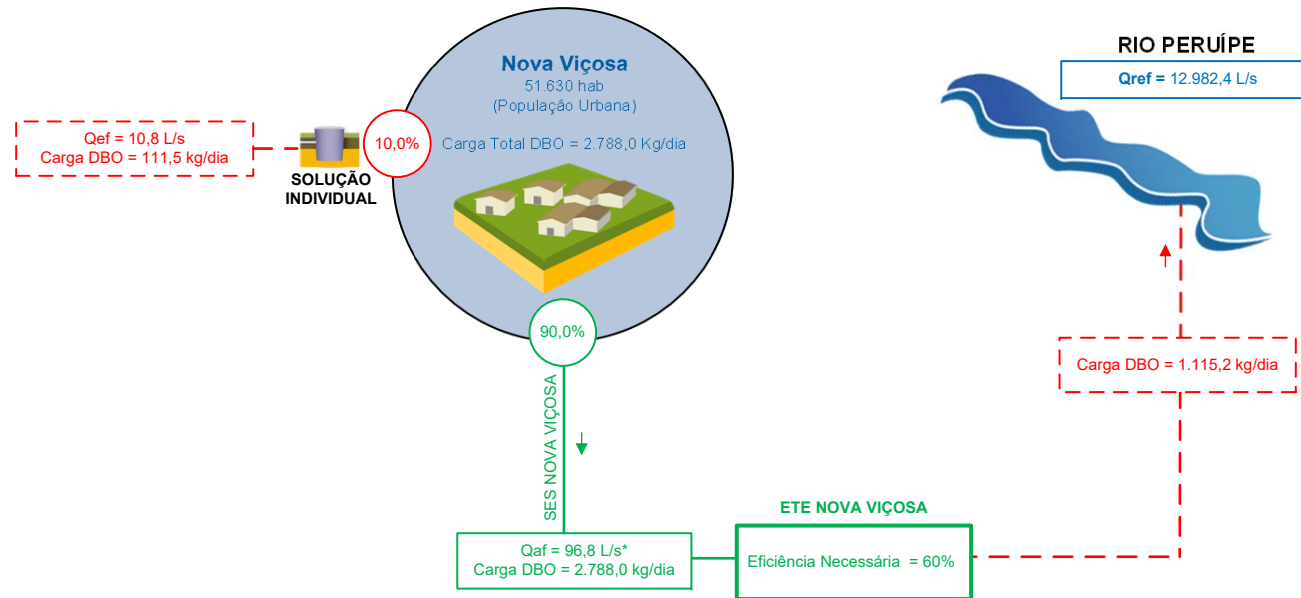 Nova Viçosa
51.630 hab
(População Urbana)
Carga Total DBO = 2.788,0 Kg/dia
10,0%
Qef = 10,8 L/s
Carga DBO = 111,5 kg/dia
SOLUÇÃO
INDIVIDUAL
90,0%
SES NOVA VIÇOSA
Qaf = 96,8 L/s*
Carga DBO = 2.788,0 kg/dia
ETE NOVA VIÇOSA
Eficiência Necessária = 60%
Carga DBO = 1.115,2 kg/dia
RIO PERUÍPE
Qref = 12.982,4 L/s